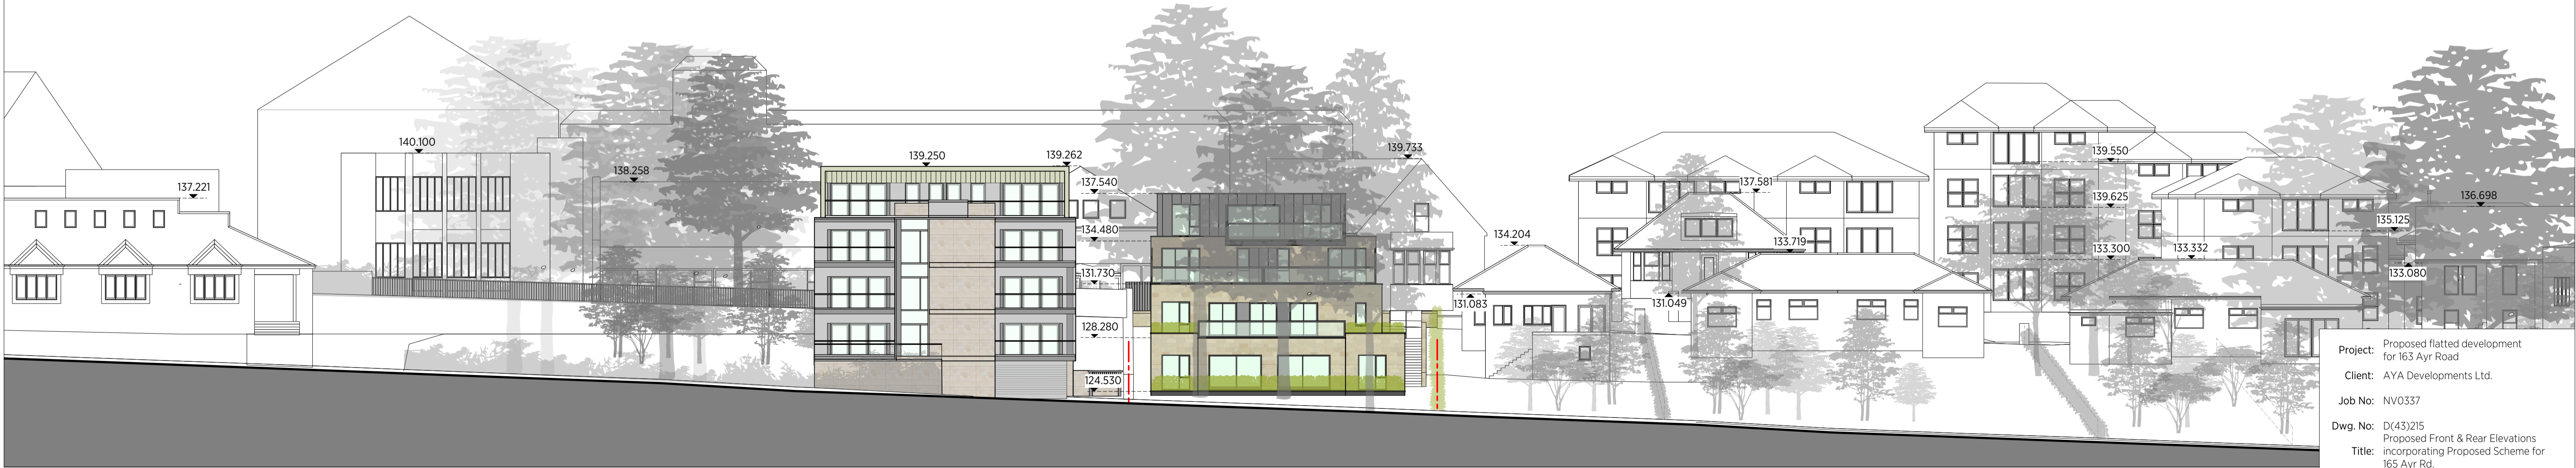 137.221
140.100
138.258
139.250
139.262
137.540
134.480
131.730
128.280
124.530
139.733
131.083
134.204
131.049
137.581
133.719
139.550
139.625
133.300
133.332
135.125
133.080
136.698
Project: Proposed flatted development
for 163 Ayr Road
Client: AYA Developments Ltd.
Job No: NV0337
Dwg. No: D(43)215
Title: Proposed Front & Rear Elevations
incorporating Proposed Scheme for
165 Ayr Rd.